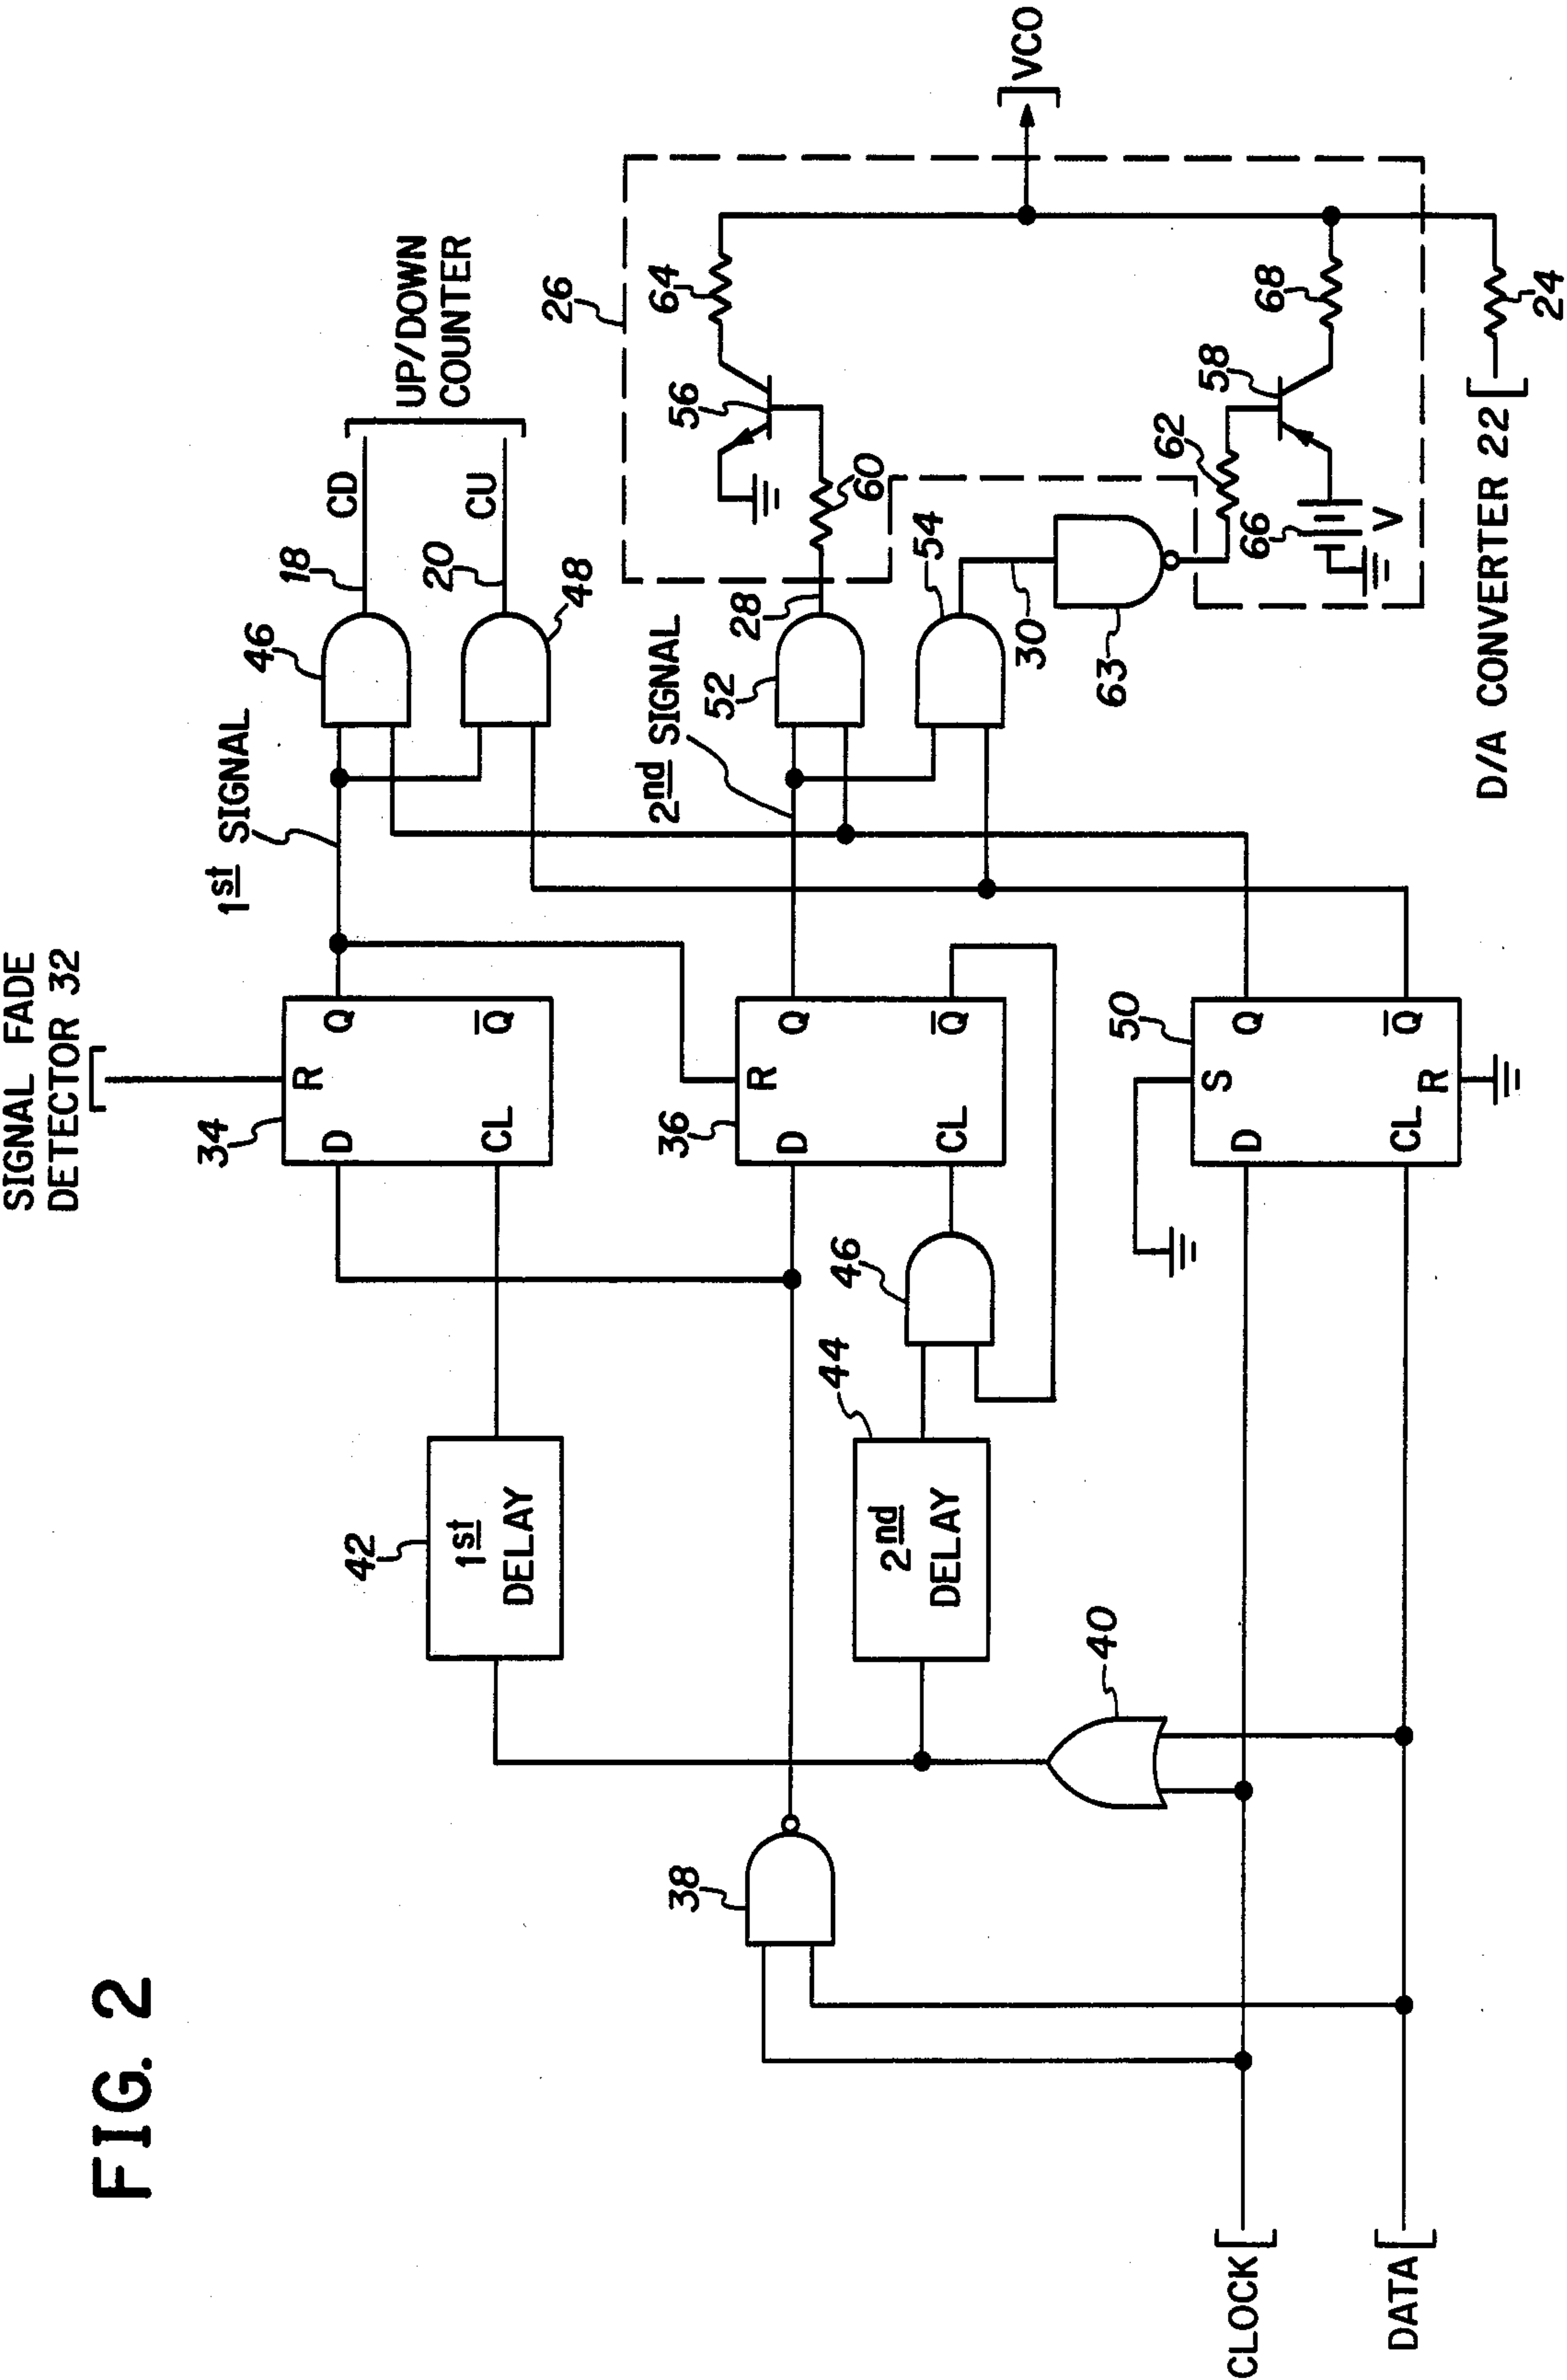 FIG. 2
SIGNAL FADE
DETECTOR 32
1st SIGNAL
UP/DOWN
COUNTER
34
R
D
Q
CL
Q̅
46
18
CD
20
CU
48
42
1st
DELAY
2nd SIGNAL
36
R
D
Q
CL
Q̅
38
44
2nd
DELAY
46
52
28
54
30
63
26
56
64
60
62
58
68
66
V
VCO
40
50
S
D
Q
CL
R
Q̅
CLOCK
DATA
D/A CONVERTER 22
24